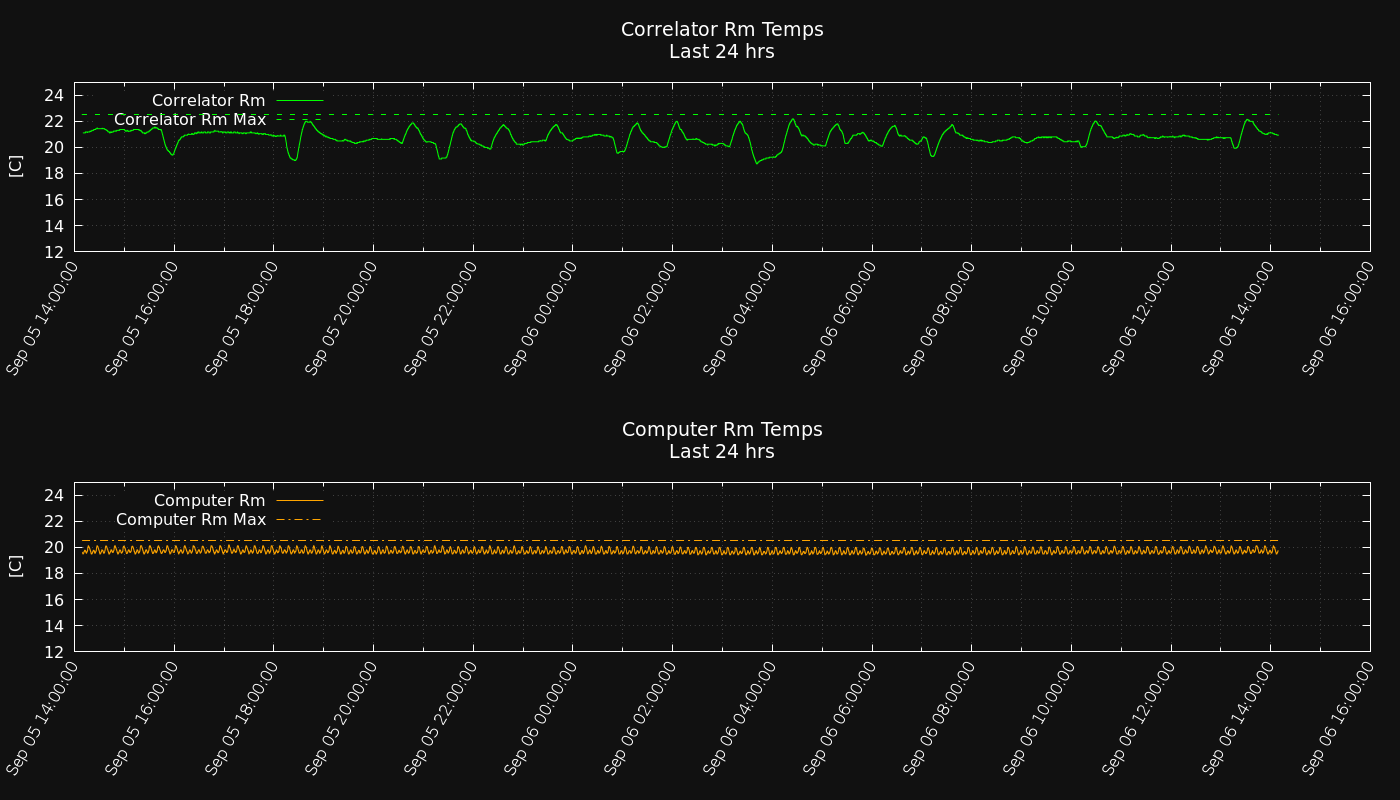 Correlator Rm Temps
Last 24 hrs
Correlator Rm
Correlator Rm Max
[C]
24
22
20
18
16
14
12
Sep 05 14:00:00
Sep 05 16:00:00
Sep 05 18:00:00
Sep 05 20:00:00
Sep 05 22:00:00
Sep 06 00:00:00
Sep 06 02:00:00
Sep 06 04:00:00
Sep 06 06:00:00
Sep 06 08:00:00
Sep 06 10:00:00
Sep 06 12:00:00
Sep 06 14:00:00
Sep 06 16:00:00
Computer Rm Temps
Last 24 hrs
Computer Rm
Computer Rm Max
[C]
24
22
20
18
16
14
12
Sep 05 14:00:00
Sep 05 16:00:00
Sep 05 18:00:00
Sep 05 20:00:00
Sep 05 22:00:00
Sep 06 00:00:00
Sep 06 02:00:00
Sep 06 04:00:00
Sep 06 06:00:00
Sep 06 08:00:00
Sep 06 10:00:00
Sep 06 12:00:00
Sep 06 14:00:00
Sep 06 16:00:00